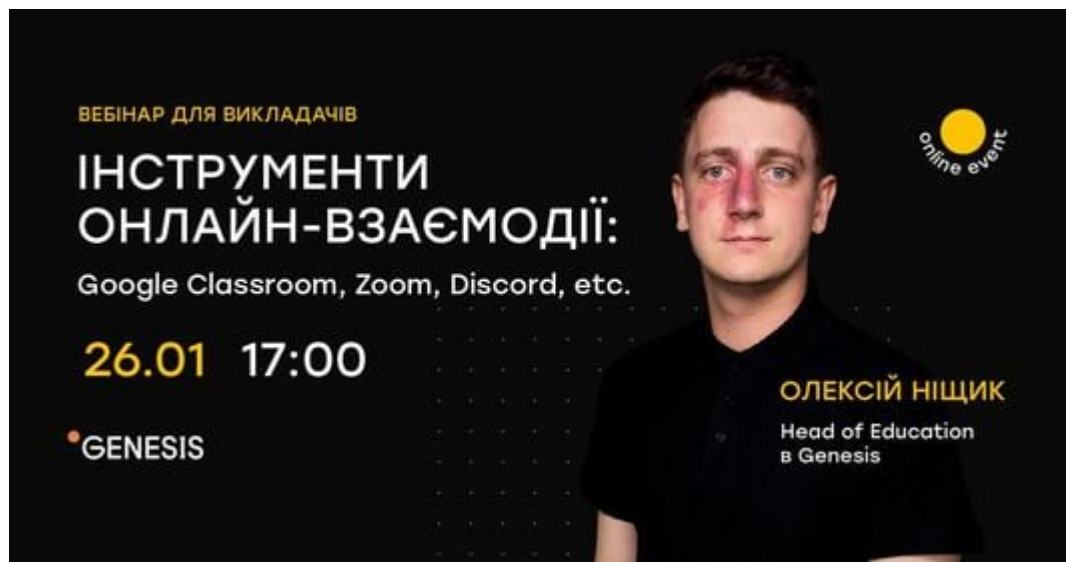 ВЕБІНАР ДЛЯ ВИКЛАДАЧІВ
ІНСТРУМЕНТИ
ОНЛАЙН-ВЗАЄМОДІЇ:
Google Classroom, Zoom, Discord, etc.
26.01 17:00
GENESIS
online event
ОЛЕКСІЙ НІЩИК
Head of Education
в Genesis